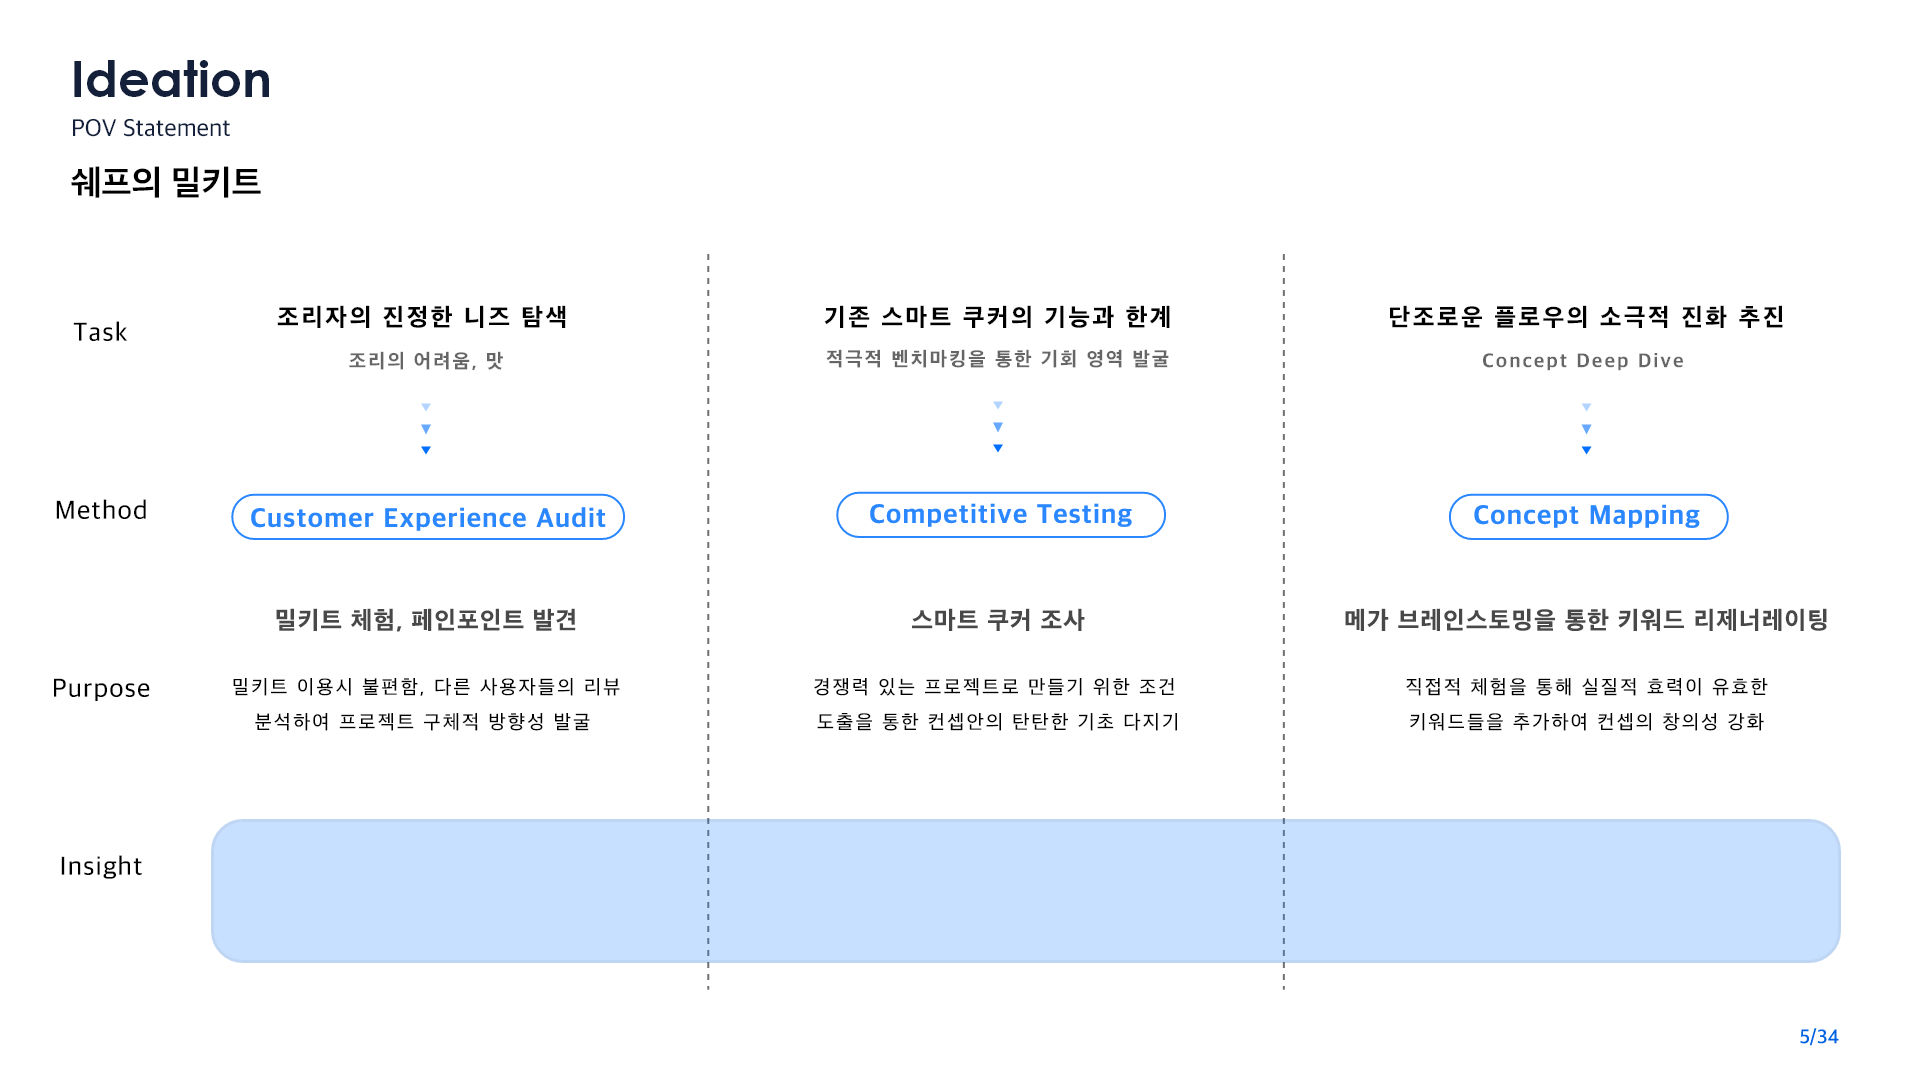 Ideation
POV Statement
쉐프의 밀키트
Task
조리자의 진정한 니즈 탐색
조리의 어려움, 맛
기존 스마트 쿠커의 기능과 한계
적극적 벤치마킹을 통한 기회 영역 발굴
단조로운 플로우의 소극적 진화 추진
Concept Deep Dive
Method
Customer Experience Audit
Competitive Testing
Concept Mapping
Purpose
밀키트 체험, 페인포인트 발견
밀키트 이용시 불편함, 다른 사용자들의 리뷰
분석하여 프로젝트 구체적 방향성 발굴
스마트 쿠커 조사
경쟁력 있는 프로젝트로 만들기 위한 조건
도출을 통한 컨셉안의 탄탄한 기초 다지기
메가 브레인스토밍을 통한 키워드 리제너레이팅
직접적 체험을 통해 실질적 효력이 유효한
키워드들을 추가하여 컨셉의 창의성 강화
Insight
5/34